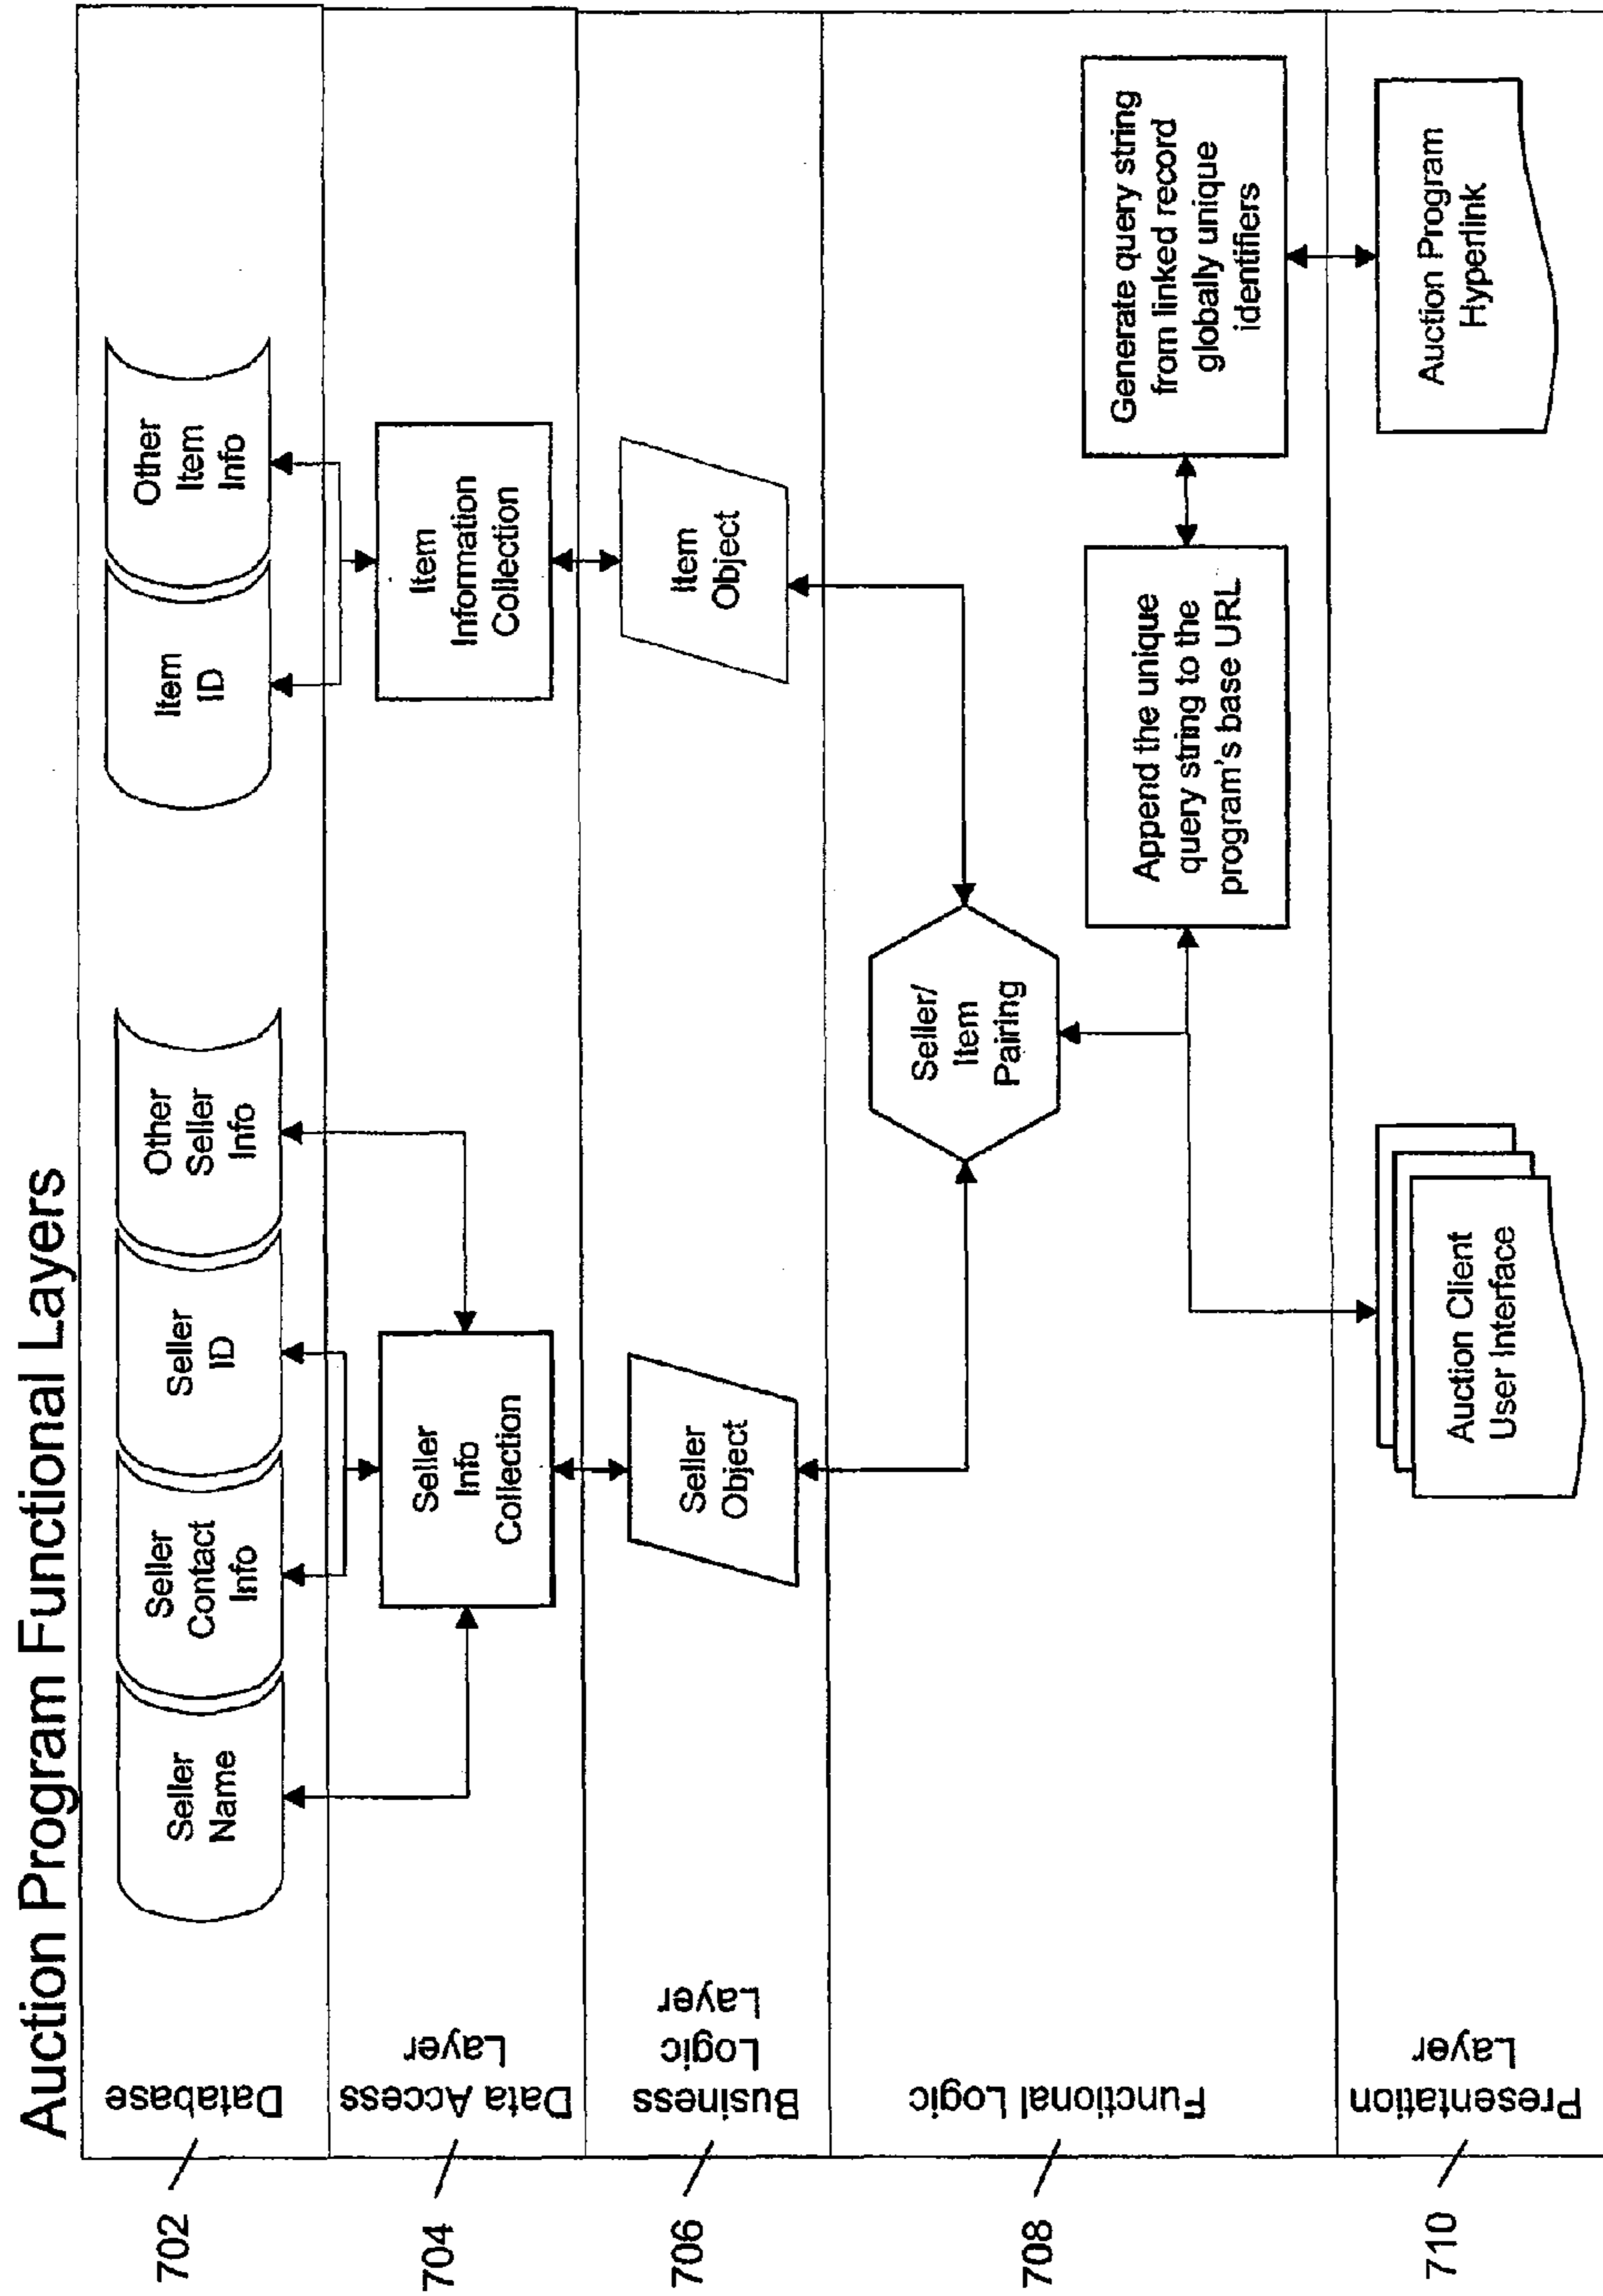 Auction Program Functional Layers
702
Database
Seller
Name
Seller
Contact
Info
Seller
ID
Other
Seller
Info
Item
ID
Other
Item
Info
704
Data Access
Layer
Seller
Info
Collection
Item
Information
Collection
706
Business
Logic
Layer
Seller
Object
Item
Object
708
Functional Logic
Seller/
Item
Pairing
Append the unique
query string to the
program's base URL
Generate query string
from linked record
globally unique
identifiers
710
Presentation
Layer
Auction Client
User Interface
Auction Program
Hyperlink